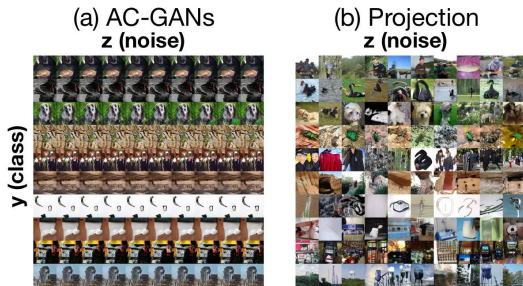 (a) AC-GANs
z (noise)
(b) Projection
z (noise)
y (class)